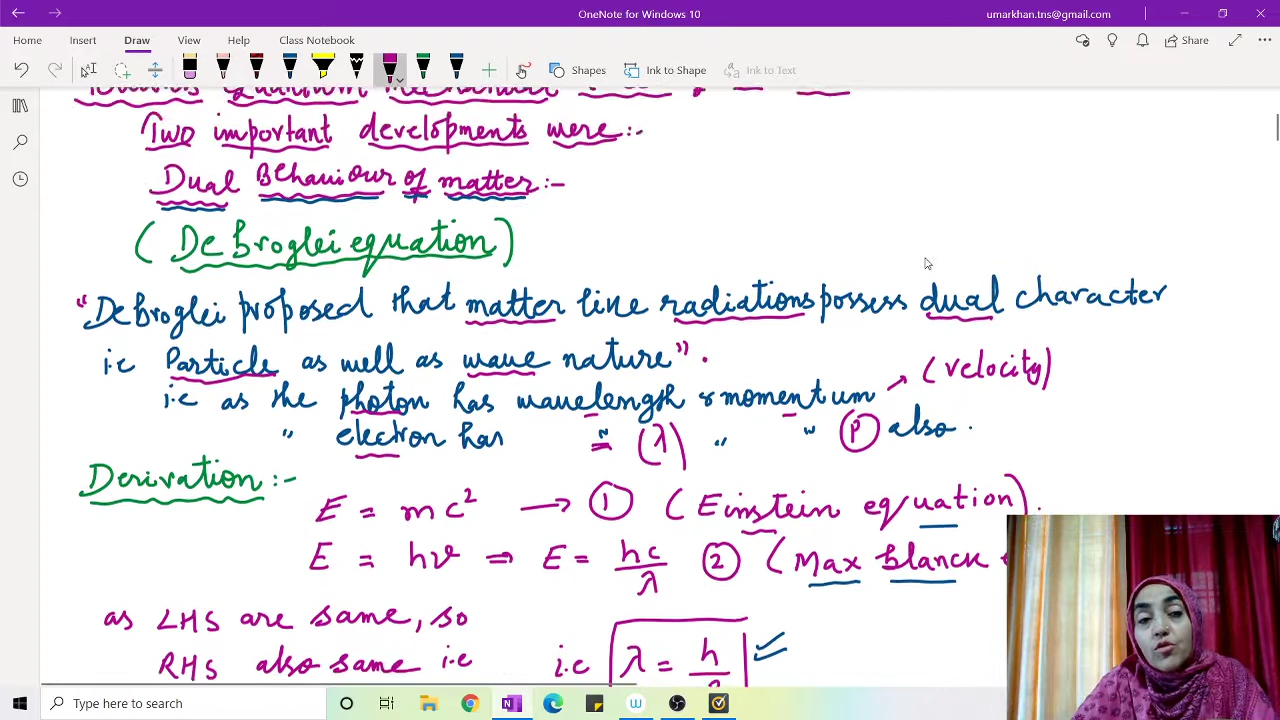 OneNote for Windows 10
umarkhan.tns@gmail.com
Home Insert Draw View Help Class Notebook
Share
Shapes Ink to Shape Ink to Text
Quantum mechanical
Two important developments were:-
Dual Behaviour of matter:-
(De Broglei equation)
"De Broglei proposed that matter line radiations possess dual character
i.e Particle as well as wave nature".
i.e as the photon has wavelength & momentum → (velocity)
" electron has " (λ) " " (P) also.
Derivation:-
E = mc² → ① (Einstein equation).
E = hν ⇒ E = hc/λ ② (Max blanck
as LHS are same, so
RHS also same i.e i.e λ = h
Type here to search